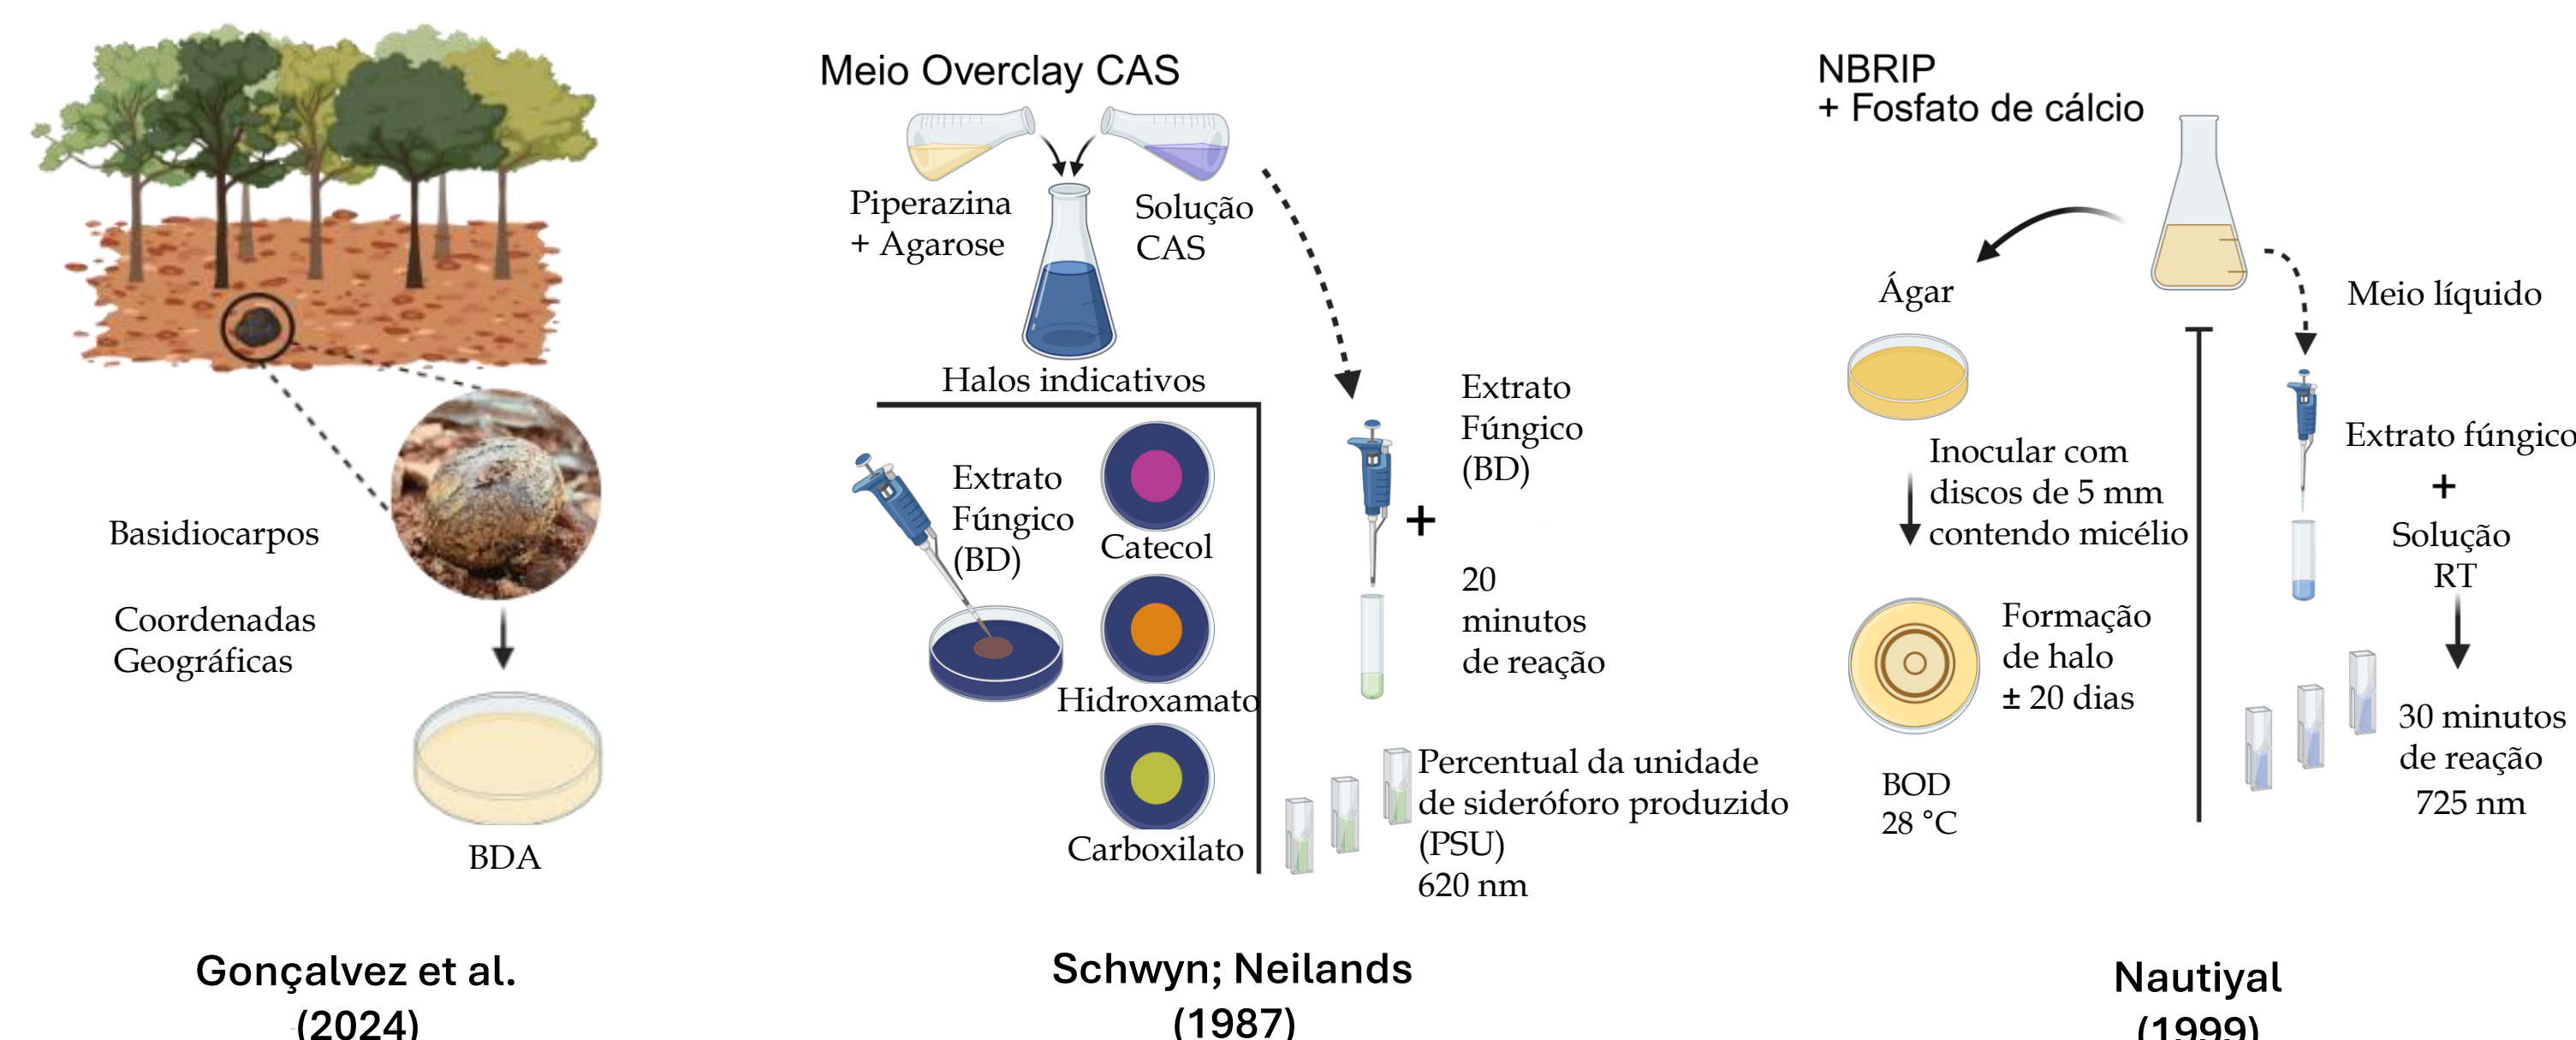 Basidiocarpos
Coordenadas
Geográficas
BDA
Gonçalvez et al.
(2024)
Meio Overclay CAS
Piperazina
+ Agarose
Solução
CAS
Halos indicativos
Extrato
Fúngico
(BD)
Catecol
Hidroxamato
Carboxilato
Extrato
Fúngico
(BD)
+
20
minutos
de reação
Percentual da unidade
de sideróforo produzido
(PSU)
620 nm
Schwyn; Neilands
(1987)
NBRIP
+ Fosfato de cálcio
Ágar
Inocular com
discos de 5 mm
contendo micélio
Formação
de halo
± 20 dias
BOD
28 °C
Meio líquido
Extrato fúngico
+
Solução
RT
30 minutos
de reação
725 nm
Nautiyal
(1999)